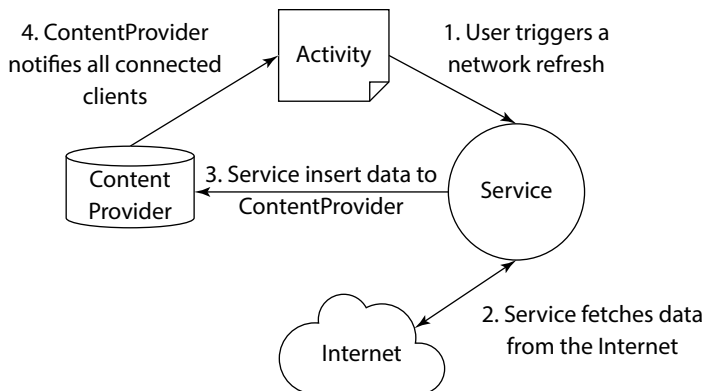 4. ContentProvider
notifies all connected
clients
Activity
1. User triggers a
network refresh
Content
Provider
3. Service insert data to
ContentProvider
Service
2. Service fetches data
from the Internet
Internet